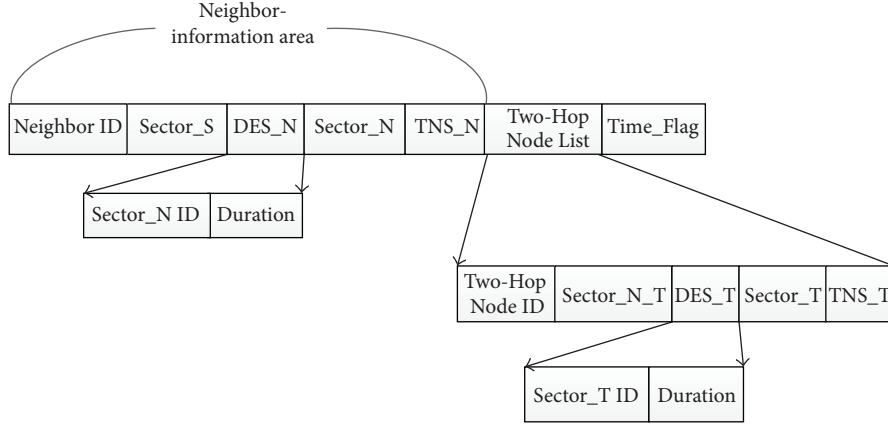 Neighbor-
information area
Neighbor ID Sector_S DES_N Sector_N TNS_N Two-Hop Node List Time_Flag
Sector_N ID Duration
Two-Hop Node ID Sector_N_T DES_T Sector_T TNS_T
Sector_T ID Duration